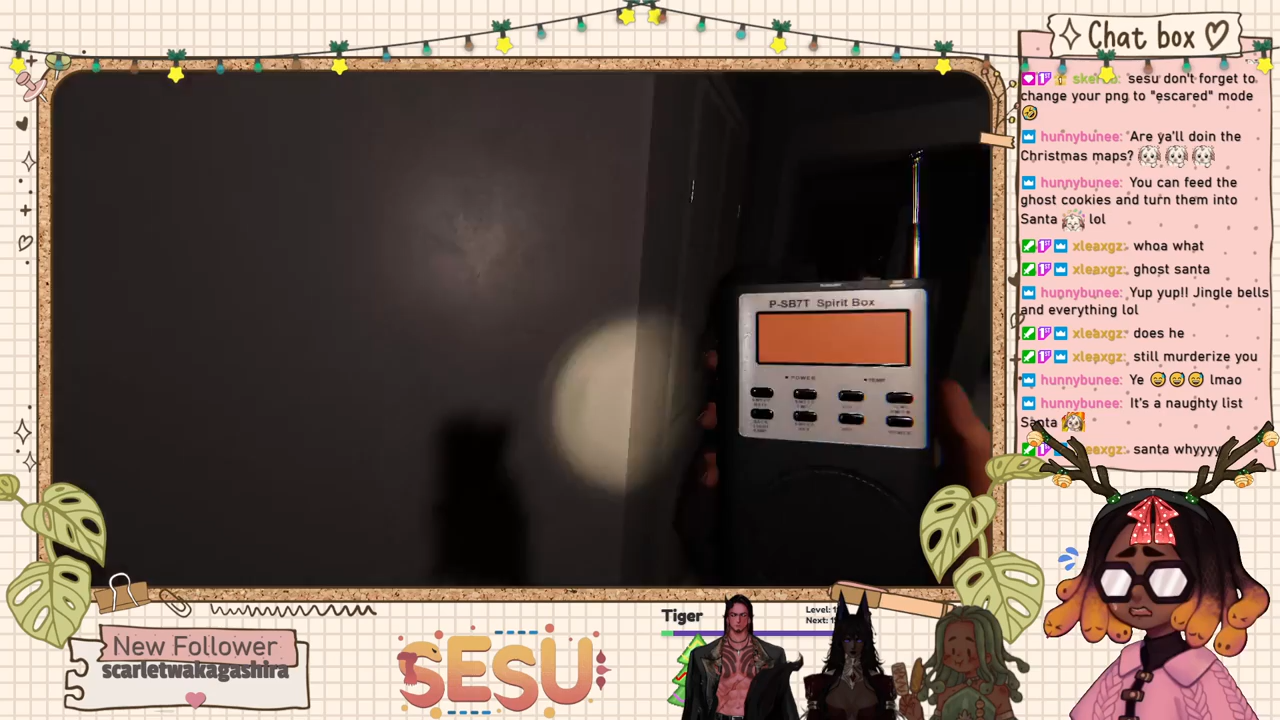 Chat box
sesu don't forget to
change your png to "escared" mode
hunnybunee: Are ya'll doin the
Christmas maps?
hunnybunee: You can feed the
ghost cookies and turn them into
Santa lol
xleaxgz: whoa what
xleaxgz: ghost santa
hunnybunee: Yup yup!! Jingle bells
and everything lol
xleaxgz: does he
xleaxgz: still murderize you
hunnybunee: Ye lmao
hunnybunee: It's a naughty list
Santa
santa whyyyy
P-SB7T Spirit Box
POWER
TEMP
New Follower
scarletwakagashira
SESU
Tiger
Level:
Next: